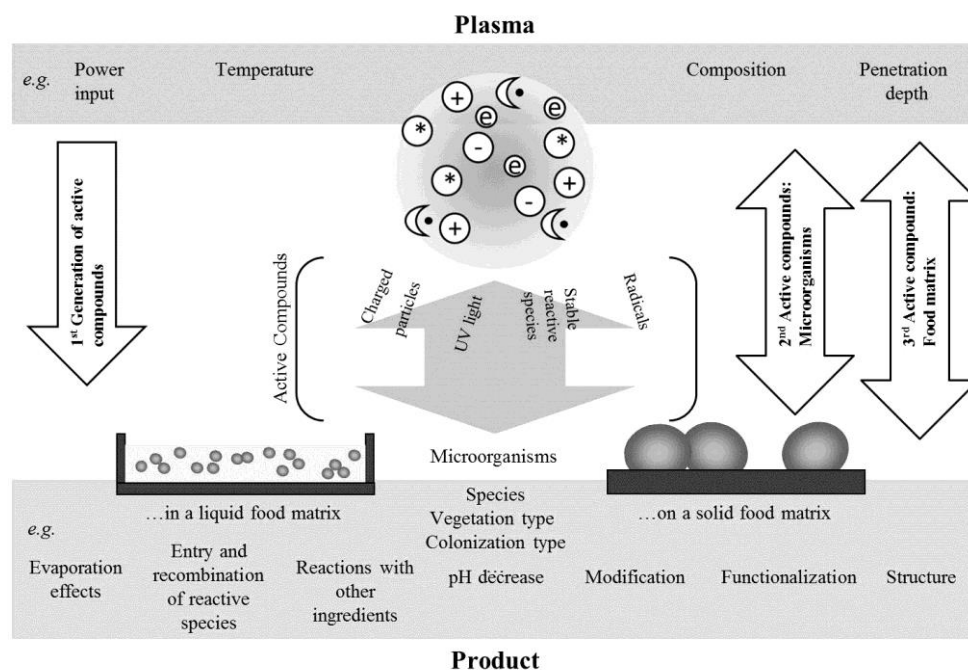 Plasma
e.g.
Power
input
Temperature
Composition
Penetration
depth
+
e
e
*
-
*
e
*
+
-
+
1st Generation of active
compounds
Active Compounds
Charged
particles
UV light
Stable
reactive
species
Radicals
2nd Active compounds:
Microorganisms
3rd Active compound:
Food matrix
Microorganisms
…in a liquid food matrix
Species
Vegetation type
Colonization type
…on a solid food matrix
e.g.
Evaporation
effects
Entry and
recombination
of reactive
species
Reactions with
other
ingredients
pH decrease
Modification
Functionalization
Structure
Product